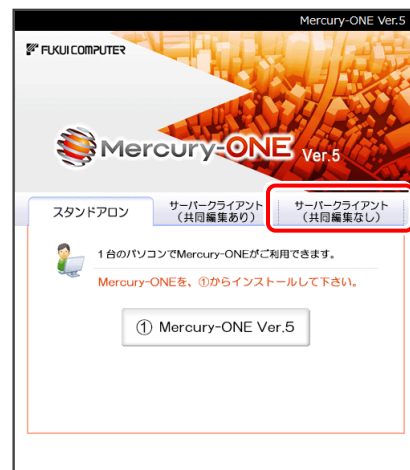 Mercury-ONE Ver.5
FUKUI COMPUTER
Mercury-ONE Ver.5
スタンドアロン
サーバークライアント
（共同編集あり）
サーバークライアント
（共同編集なし）
1台のパソコンでMercury-ONEがご利用できます。
Mercury-ONEを、①からインストールして下さい。
① Mercury-ONE Ver.5